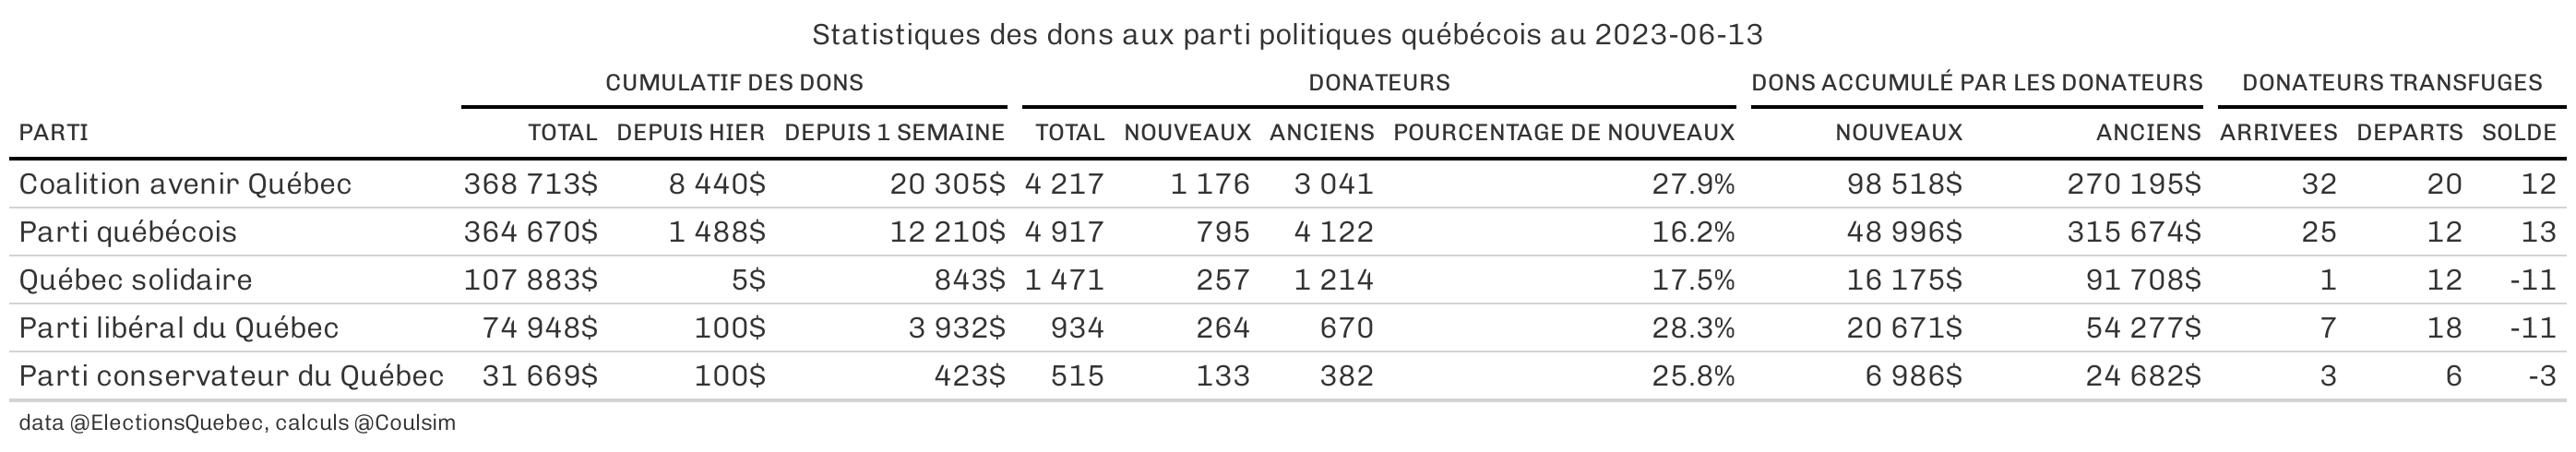 Statistiques des dons aux parti politiques québécois au 2023-06-13
CUMULATIF DES DONS DONATEURS DONS ACCUMULÉ PAR LES DONATEURS DONATEURS TRANSFUGES
PARTI TOTAL DEPUIS HIER DEPUIS 1 SEMAINE TOTAL NOUVEAUX ANCIENS POURCENTAGE DE NOUVEAUX NOUVEAUX ANCIENS ARRIVEES DEPARTS SOLDE
Coalition avenir Québec 368 713$ 8 440$ 20 305$ 4 217 1 176 3 041 27.9% 98 518$ 270 195$ 32 20 12
Parti québécois 364 670$ 1 488$ 12 210$ 4 917 795 4 122 16.2% 48 996$ 315 674$ 25 12 13
Québec solidaire 107 883$ 5$ 843$ 1 471 257 1 214 17.5% 16 175$ 91 708$ 1 12 -11
Parti libéral du Québec 74 948$ 100$ 3 932$ 934 264 670 28.3% 20 671$ 54 277$ 7 18 -11
Parti conservateur du Québec 31 669$ 100$ 423$ 515 133 382 25.8% 6 986$ 24 682$ 3 6 -3
data @ElectionsQuebec, calculs @Coulsim